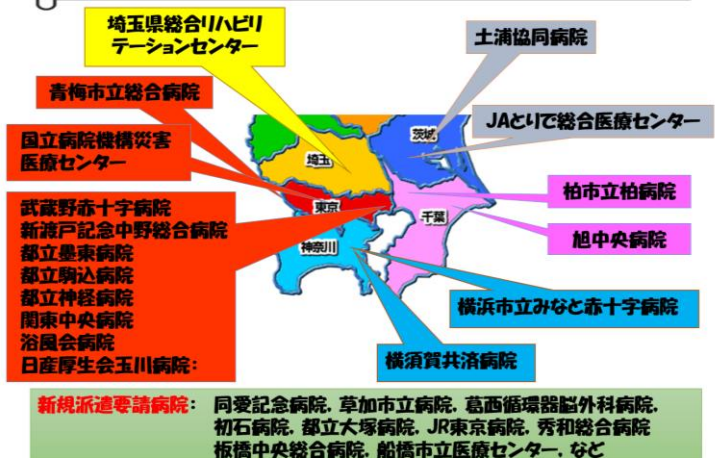 埼玉県総合リハビリ
テーションセンター
土浦協同病院
青梅市立総合病院
JAとりで総合医療センター
国立病院機構災害
医療センター
茨城
埼玉
柏市立柏病院
武蔵野赤十字病院
新渡戸記念中野総合病院
都立墨東病院
都立駒込病院
都立神経病院
関東中央病院
浴風会病院
日産厚生会玉川病院:
東京
千葉
旭中央病院
神奈川
横浜市立みなと赤十字病院
横須賀共済病院
新規派遣要請病院: 同愛記念病院, 草加市立病院, 葛西循環器脳外科病院,
初石病院, 都立大塚病院, JR東京病院, 秀和総合病院
板橋中央総合病院, 船橋市立医療センター, など